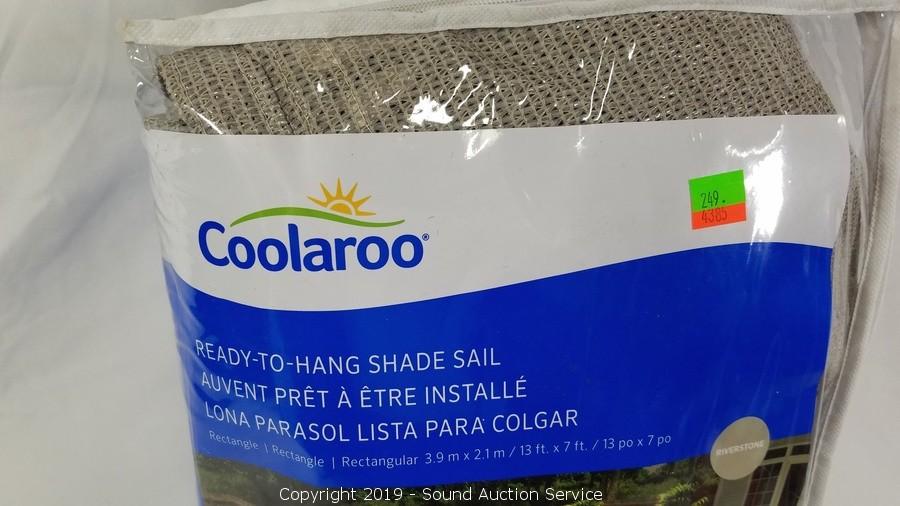 249.
4385
Coolaroo®
READY-TO-HANG SHADE SAIL
AUVENT PRÊT À ÊTRE INSTALLÉ
LONA PARASOL LISTA PARA COLGAR
Rectangle | Rectangle | Rectangular 3.9 m x 2.1 m / 13 ft. x 7 ft. / 13 po x 7 po
RIVERSTONE
Copyright 2019 - Sound Auction Service